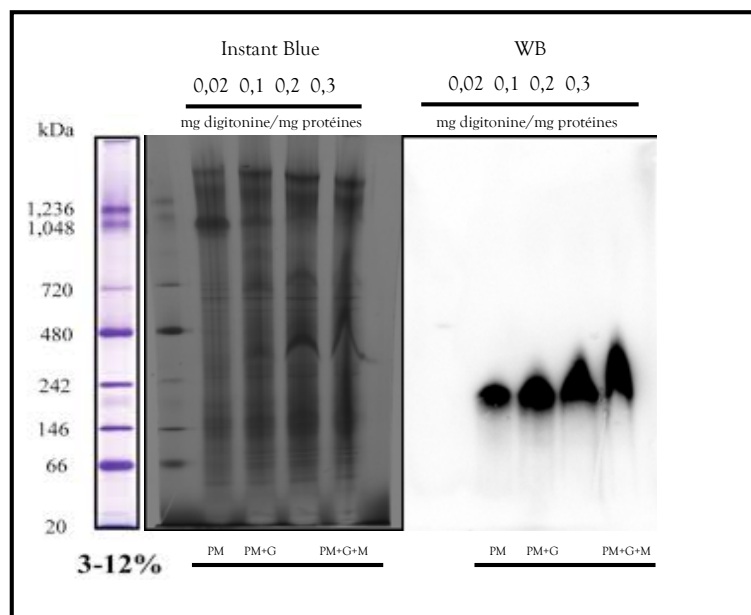 Instant Blue
WB
0,02 0,1 0,2 0,3
0,02 0,1 0,2 0,3
mg digitonine/mg protéines
mg digitonine/mg protéines
kDa
1,236
1,048
720
480
242
146
66
20
3-12%
PM PM+G PM+G+M
PM PM+G PM+G+M